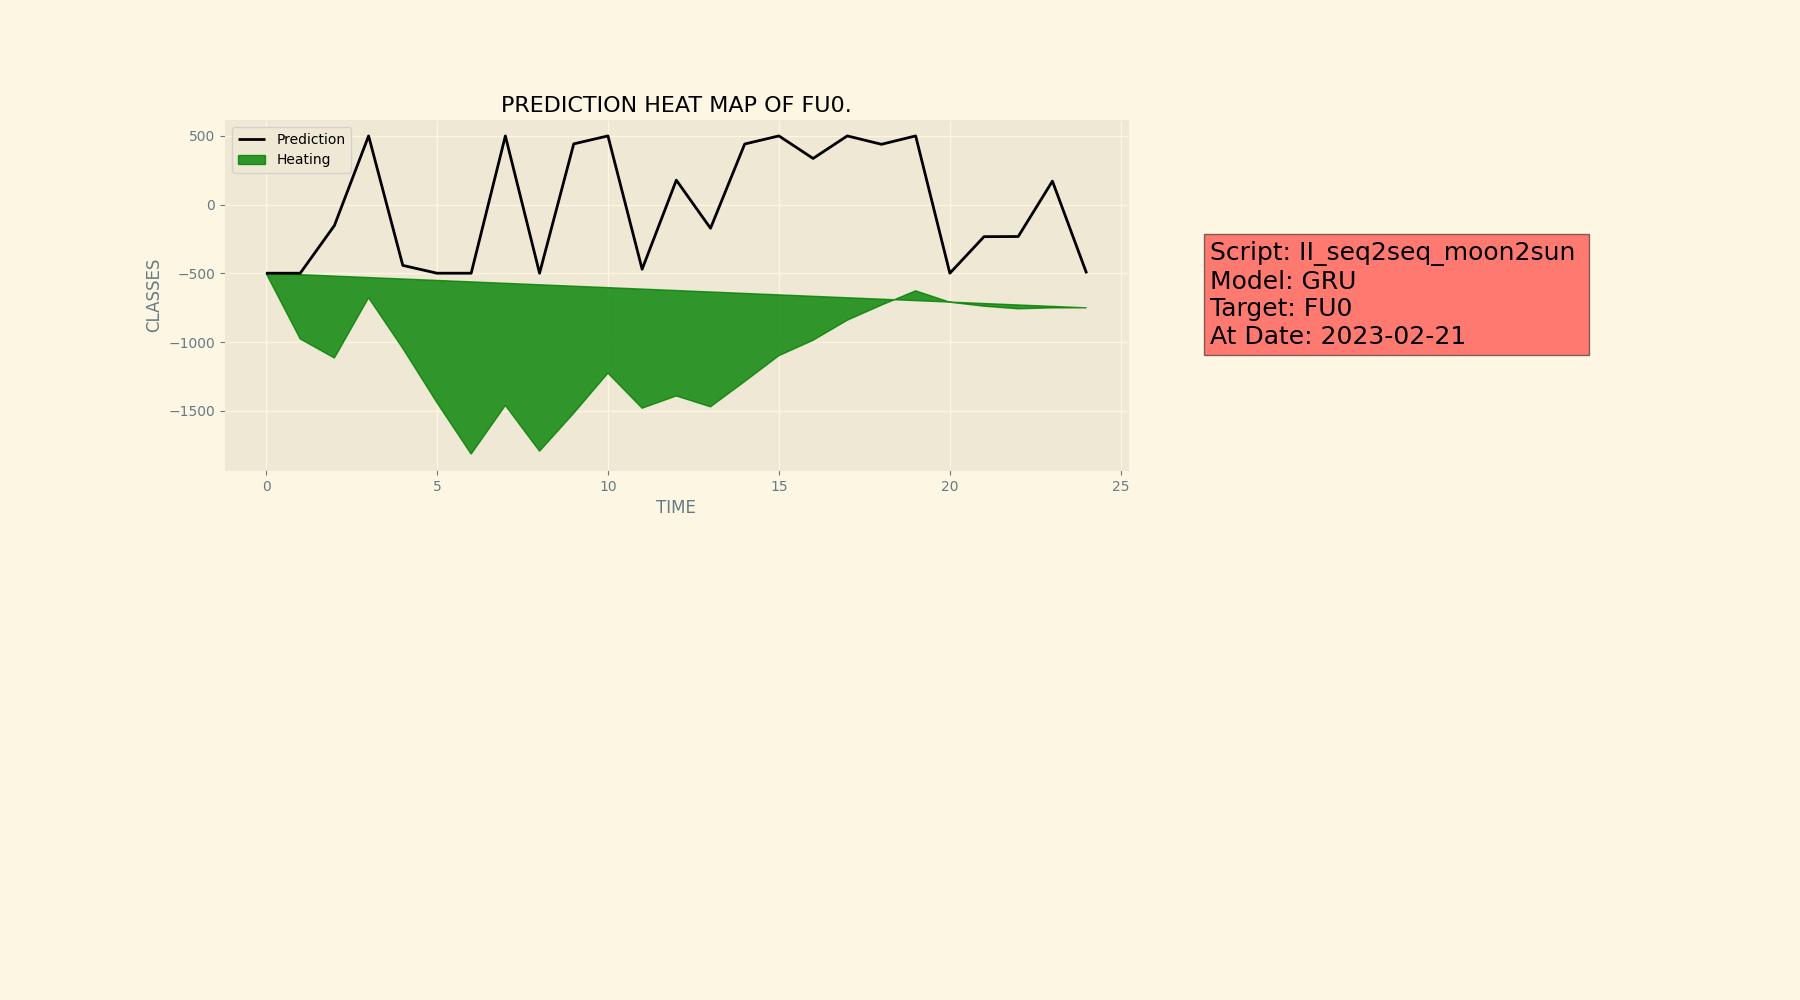 PREDICTION HEAT MAP OF FU0.
Prediction
Heating
500
0
−500
−1000
−1500
CLASSES
0 5 10 15 20 25
TIME
Script: II_seq2seq_moon2sun
Model: GRU
Target: FU0
At Date: 2023-02-21